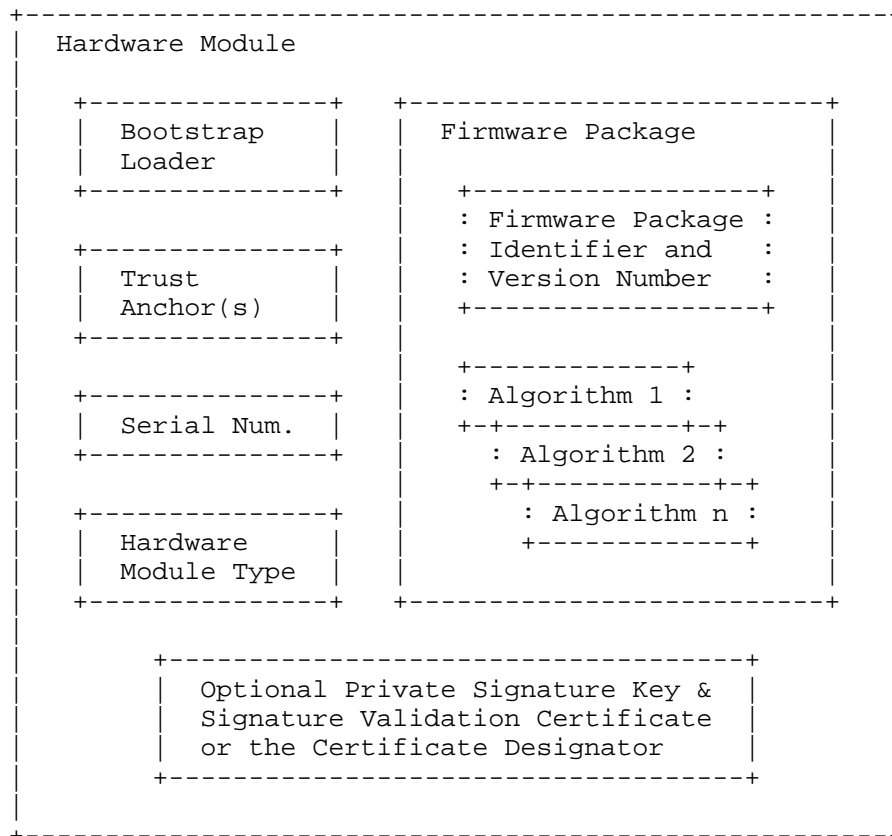 Hardware Module
Bootstrap
Loader
Trust
Anchor(s)
Serial Num.
Hardware
Module Type
Firmware Package
Firmware Package
Identifier and
Version Number
Algorithm 1
Algorithm 2
Algorithm n
Optional Private Signature Key &
Signature Validation Certificate
or the Certificate Designator